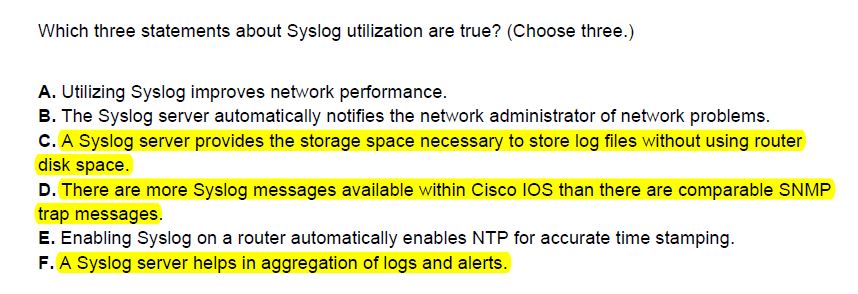 Which three statements about Syslog utilization are true? (Choose three.)
A. Utilizing Syslog improves network performance.
B. The Syslog server automatically notifies the network administrator of network problems.
C. A Syslog server provides the storage space necessary to store log files without using router
disk space.
D. There are more Syslog messages available within Cisco IOS than there are comparable SNMP
trap messages.
E. Enabling Syslog on a router automatically enables NTP for accurate time stamping.
F. A Syslog server helps in aggregation of logs and alerts.